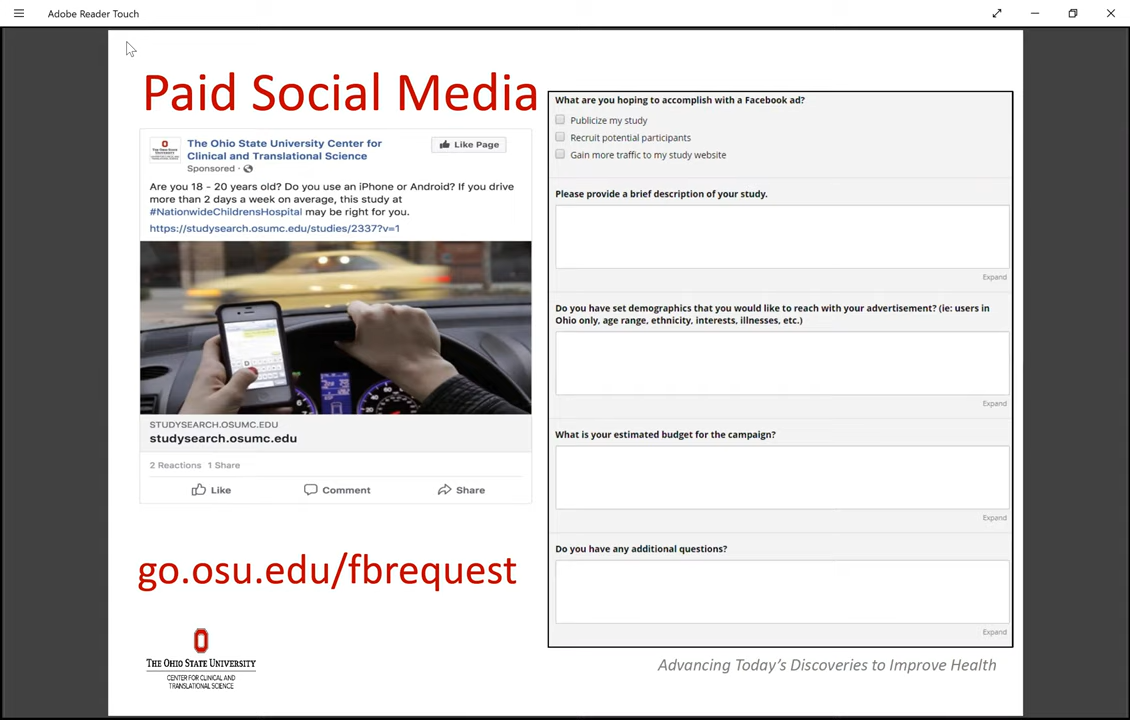 Adobe Reader Touch
Paid Social Media
The Ohio State University Center for
Clinical and Translational Science
Sponsored ·
Like Page
Are you 18 - 20 years old? Do you use an iPhone or Android? If you drive
more than 2 days a week on average, this study at
#NationwideChildrensHospital may be right for you.
https://studysearch.osumc.edu/studies/2337?v=1
STUDYSEARCH.OSUMC.EDU
studysearch.osumc.edu
2 Reactions 1 Share
Like Comment Share
go.osu.edu/fbrequest
THE OHIO STATE UNIVERSITY
CENTER FOR CLINICAL AND
TRANSLATIONAL SCIENCE
What are you hoping to accomplish with a Facebook ad?
Publicize my study
Recruit potential participants
Gain more traffic to my study website
Please provide a brief description of your study.
Expand
Do you have set demographics that you would like to reach with your advertisement? (ie: users in
Ohio only, age range, ethnicity, interests, illnesses, etc.)
Expand
What is your estimated budget for the campaign?
Expand
Do you have any additional questions?
Expand
Advancing Today's Discoveries to Improve Health